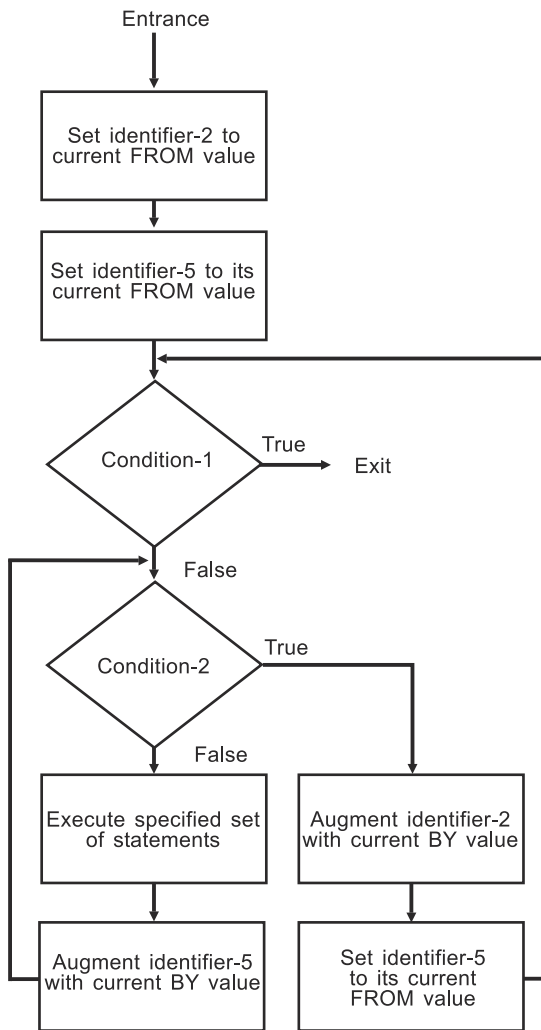 Entrance
Set identifier-2 to
current FROM value
Set identifier-5 to its
current FROM value
Condition-1
True
Exit
False
Condition-2
True
False
Execute specified set
of statements
Augment identifier-2
with current BY value
Augment identifier-5
with current BY value
Set identifier-5
to its current
FROM value